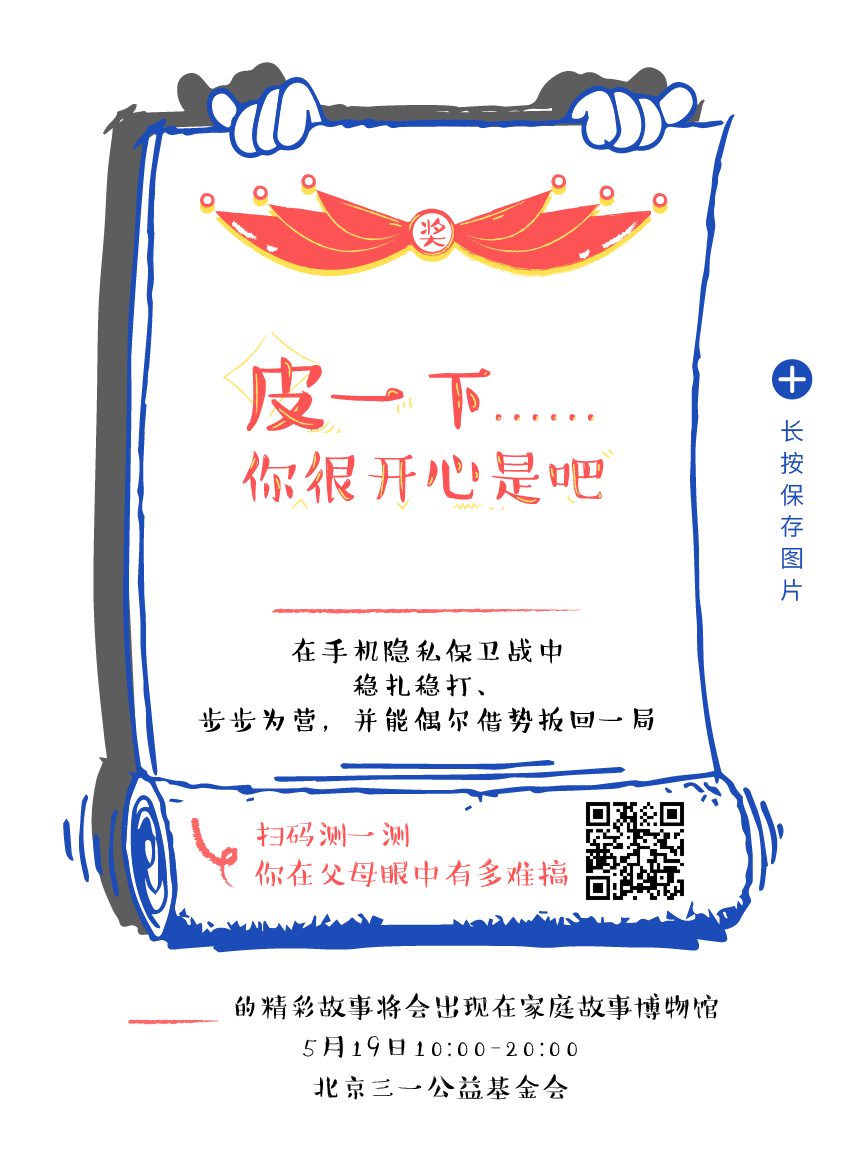 奖
皮一下......
你很开心是吧
长按保存图片
在手机隐私保卫战中
稳扎稳打、
步步为营，并能偶尔借势扳回一局
扫码测一测
你在父母眼中有多难搞
的精彩故事将会出现在家庭故事博物馆
5月19日10:00-20:00
北京三一公益基金会